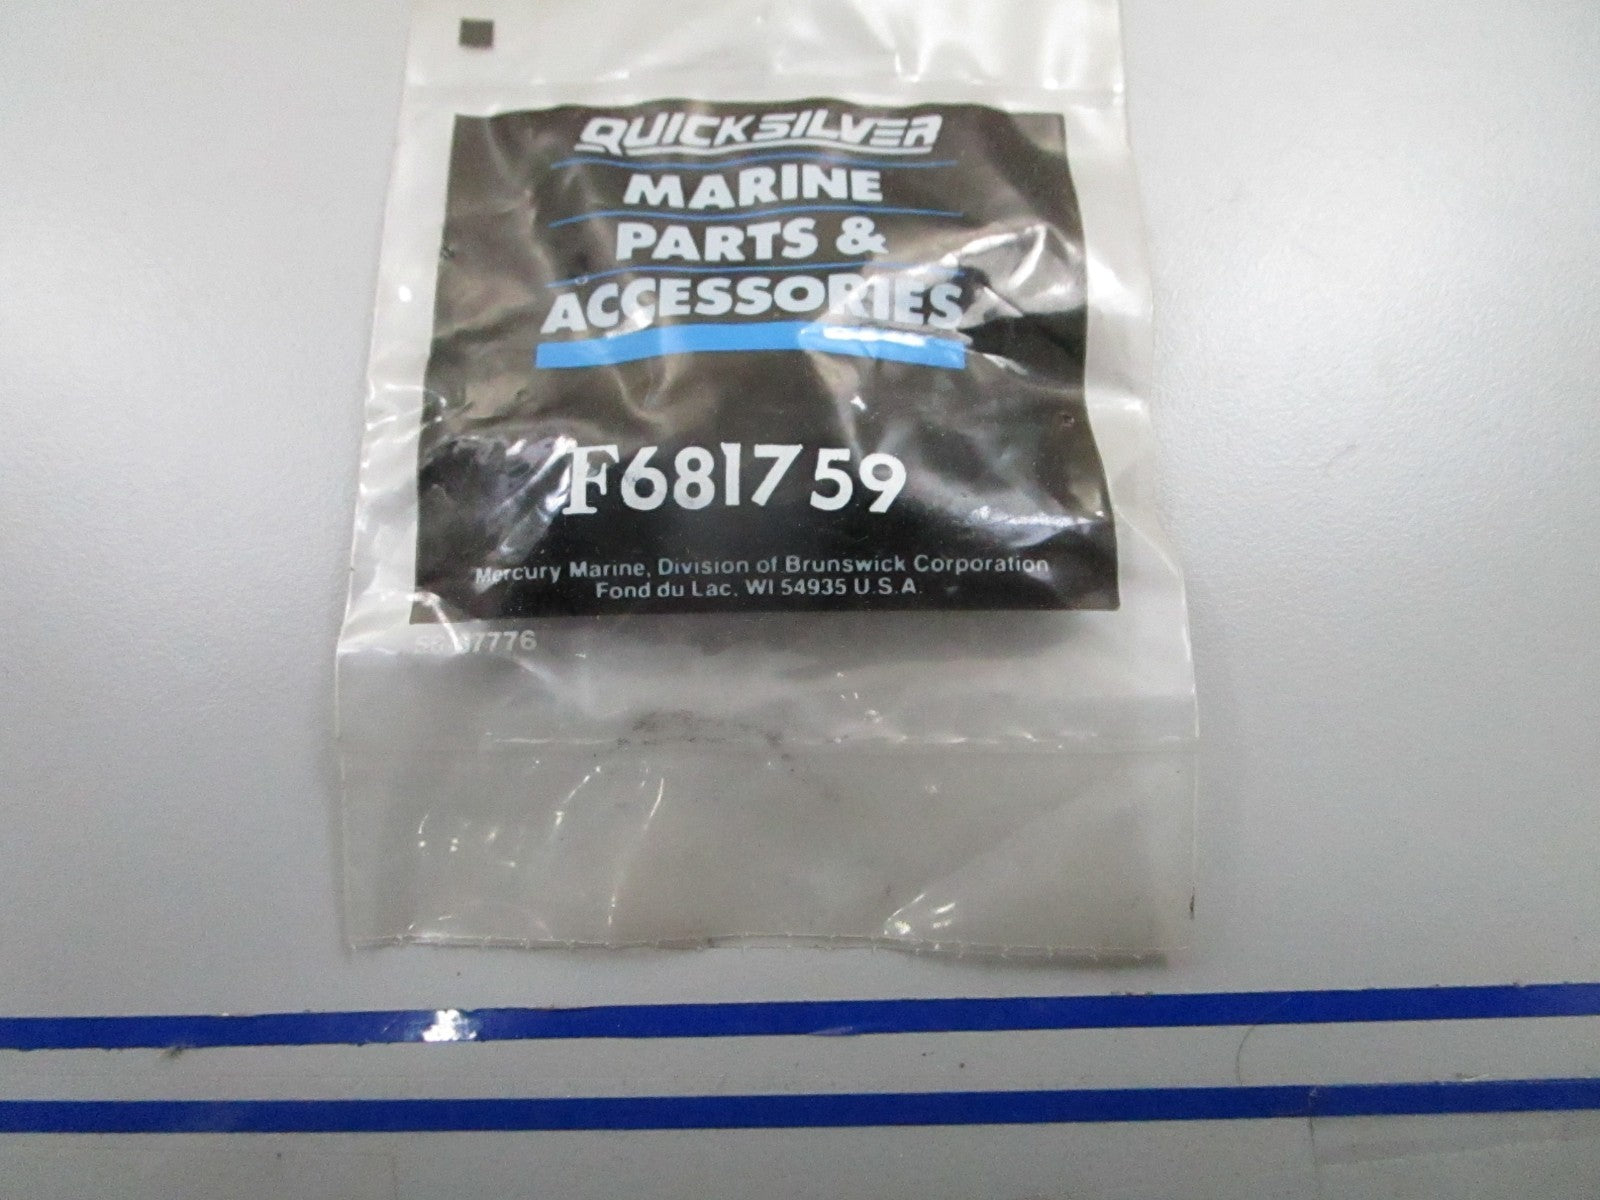 QUICKSILVER
MARINE
PARTS &
ACCESSORIES
F681759
Mercury Marine, Division of Brunswick Corporation
Fond du Lac, WI 54935 U.S.A.